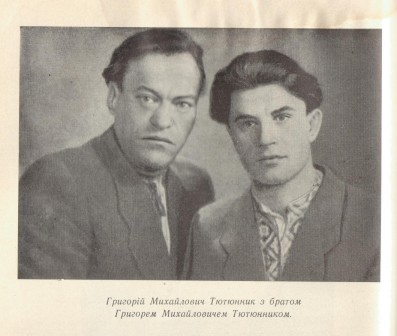 Григорій Михайлович Тютюнник з братом
Григорем Михайловичем Тютюнником.